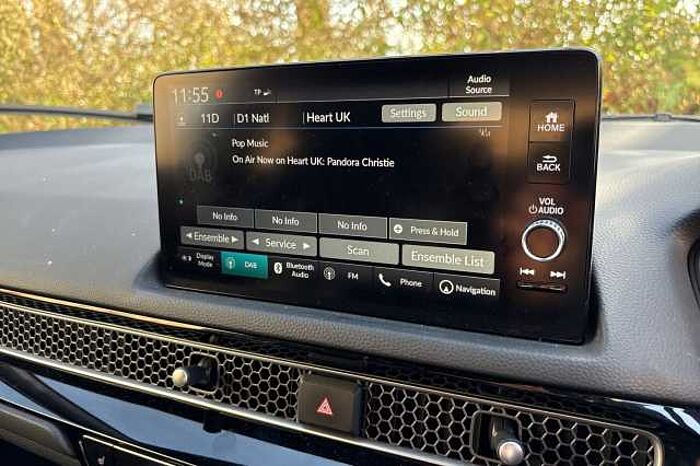 11:55 TP Audio Source
11D D1 Natl Heart UK Settings Sound
Pop Music
On Air Now on Heart UK: Pandora Christie
DAB
No Info No Info No Info Press & Hold
Ensemble Service Scan Ensemble List
Display Mode DAB Bluetooth Audio FM Phone Navigation
HOME
BACK
VOL
AUDIO